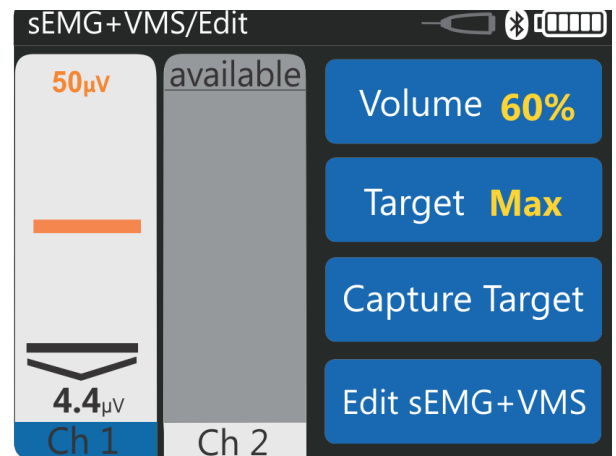 sEMG+VMS/Edit
50µV
available
Volume 60%
Target Max
Capture Target
Edit sEMG+VMS
4.4µV
Ch 1
Ch 2